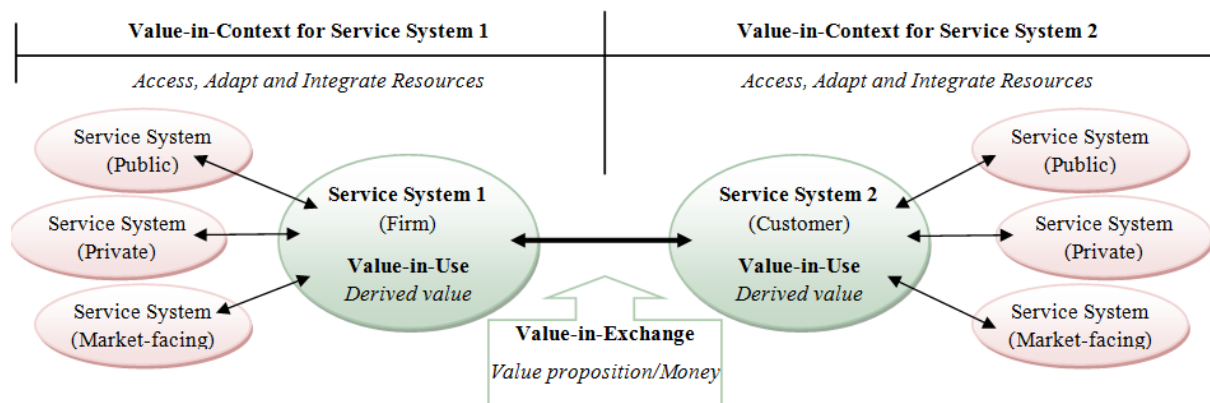 Value-in-Context for Service System 1
Value-in-Context for Service System 2
Access, Adapt and Integrate Resources
Access, Adapt and Integrate Resources
Service System
(Public)
Service System
(Private)
Service System
(Market-facing)
Service System 1
(Firm)
Value-in-Use
Derived value
Value-in-Exchange
Value proposition/Money
Service System 2
(Customer)
Value-in-Use
Derived value
Service System
(Public)
Service System
(Private)
Service System
(Market-facing)